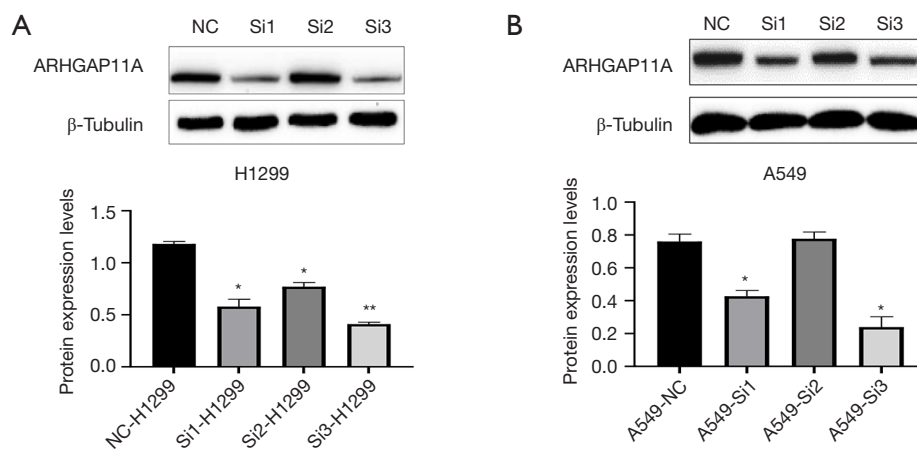 A
NC Si1 Si2 Si3
ARHGAP11A
β-Tubulin
H1299
Protein expression levels
1.5
1.0
0.5
0.0
*
*
**
NC-H1299
Si1-H1299
Si2-H1299
Si3-H1299
B
NC Si1 Si2 Si3
ARHGAP11A
β-Tubulin
A549
Protein expression levels
1.0
0.8
0.6
0.4
0.2
0.0
*
*
A549-NC
A549-Si1
A549-Si2
A549-Si3